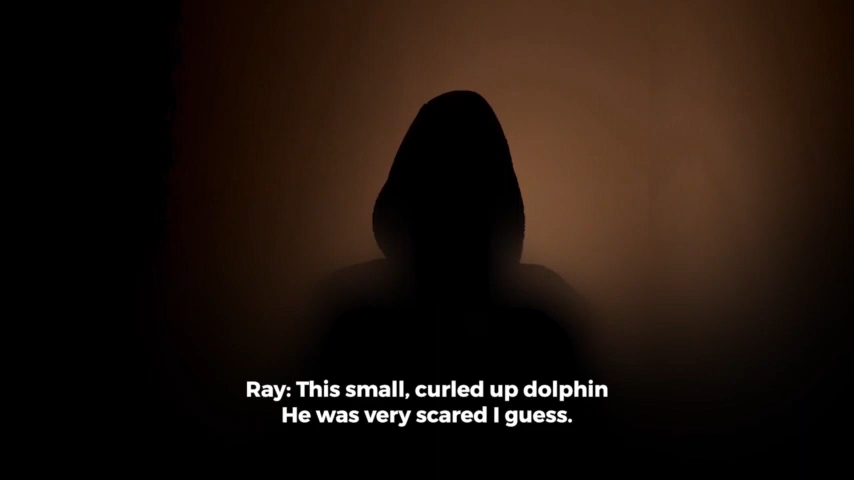 Ray: This small, curled up dolphin
He was very scared I guess.